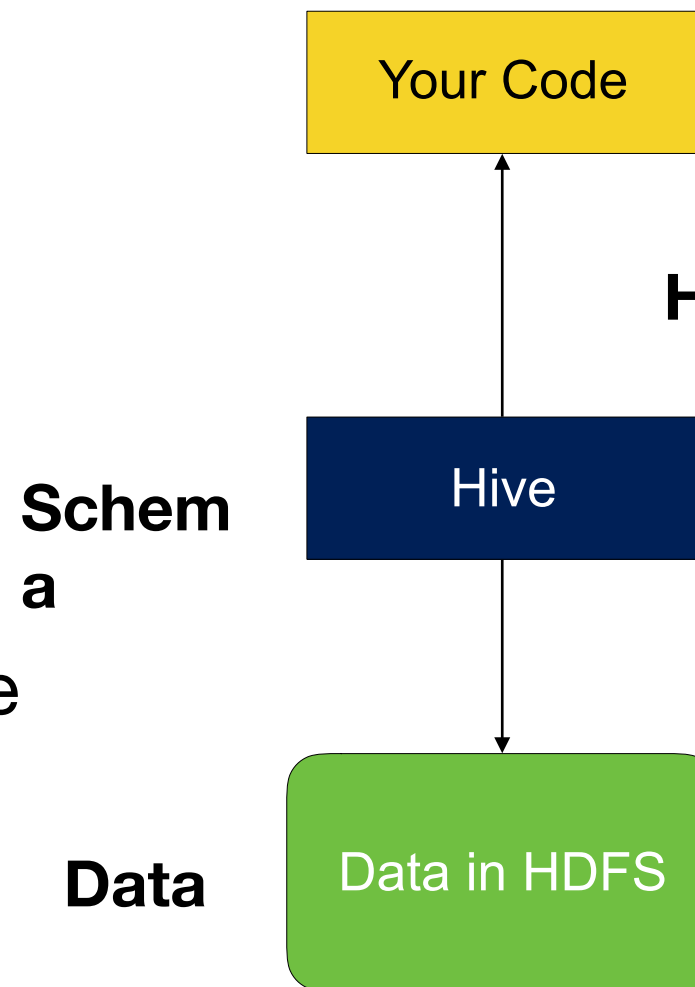 Your Code
H
Hive
Schem
a
e
Data in HDFS
Data